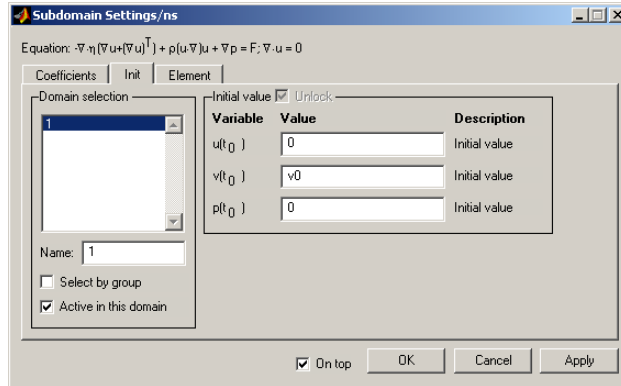 Subdomain Settings/ns
Equation: -∇·η(∇u+(∇u)ᵀ) + ρ(u·∇)u + ∇p = F; ∇·u = 0
Coefficients Init Element
Domain selection
1
Name: 1
Select by group
Active in this domain
Initial value Unlock
Variable Value Description
u(t₀ ) 0 Initial value
v(t₀ ) v0 Initial value
p(t₀ ) 0 Initial value
On top OK Cancel Apply